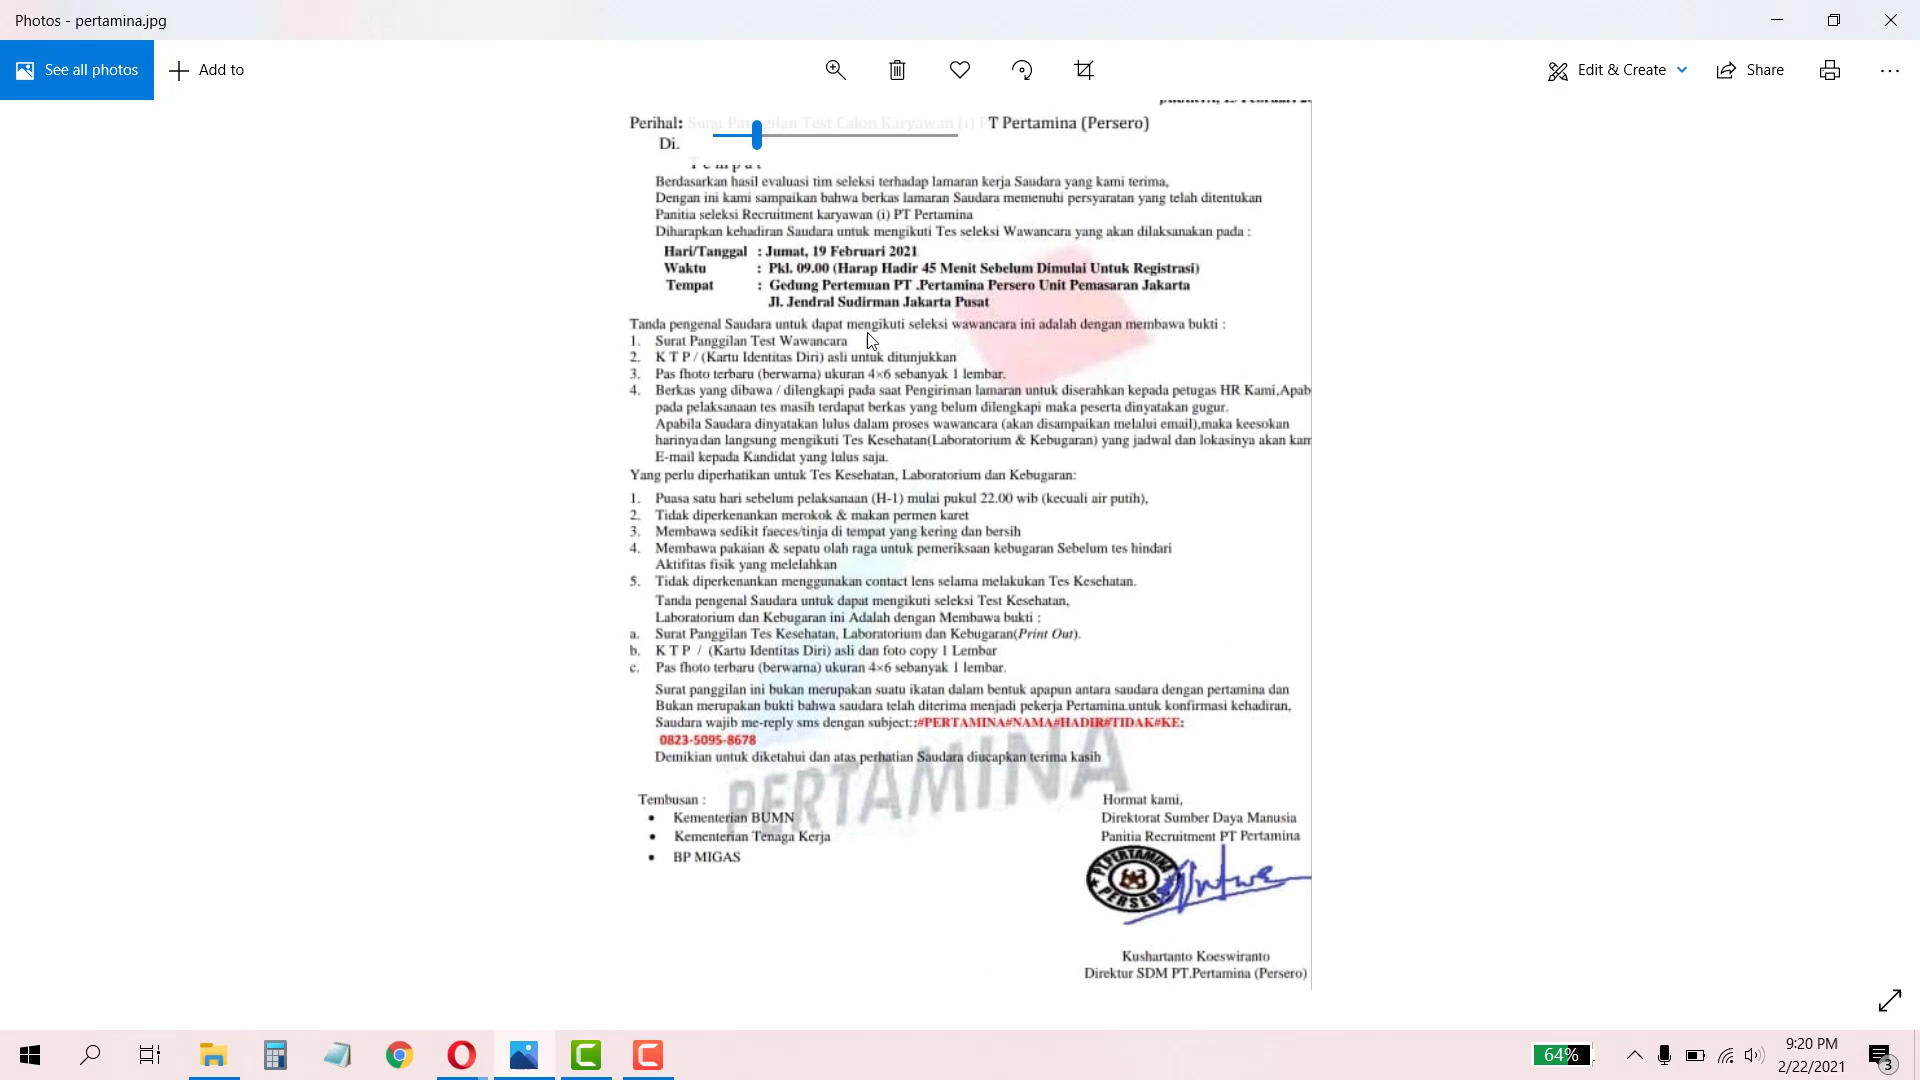 Photos - pertamina.jpg
See all photos
Add to
Edit & Create
Share
Perihal: Surat Panggilan Test Calon Karyawan (i) PT Pertamina (Persero)
Di.
Tempat
Berdasarkan hasil evaluasi tim seleksi terhadap lamaran kerja Saudara yang kami terima,
Dengan ini kami sampaikan bahwa berkas lamaran Saudara memenuhi persyaratan yang telah ditentukan
Panitia seleksi Recruitment karyawan (i) PT Pertamina
Diharapkan kehadiran Saudara untuk mengikuti Tes seleksi Wawancara yang akan dilaksanakan pada :
Hari/Tanggal : Jumat, 19 Februari 2021
Waktu : Pkl. 09.00 (Harap Hadir 45 Menit Sebelum Dimulai Untuk Registrasi)
Tempat : Gedung Pertemuan PT .Pertamina Persero Unit Pemasaran Jakarta
Jl. Jendral Sudirman Jakarta Pusat
Tanda pengenal Saudara untuk dapat mengikuti seleksi wawancara ini adalah dengan membawa bukti :
1. Surat Panggilan Test Wawancara
2. K T P / (Kartu Identitas Diri) asli untuk ditunjukkan
3. Pas fhoto terbaru (berwarna) ukuran 4×6 sebanyak 1 lembar.
4. Berkas yang dibawa / dilengkapi pada saat Pengiriman lamaran untuk diserahkan kepada petugas HR Kami,Apab
pada pelaksanaan tes masih terdapat berkas yang belum dilengkapi maka peserta dinyatakan gugur.
Apabila Saudara dinyatakan lulus dalam proses wawancara (akan disampaikan melalui email),maka keesokan
harinya dan langsung mengikuti Tes Kesehatan(Laboratorium & Kebugaran) yang jadwal dan lokasinya akan kam
E-mail kepada Kandidat yang lulus saja.
Yang perlu diperhatikan untuk Tes Kesehatan, Laboratorium dan Kebugaran:
1. Puasa satu hari sebelum pelaksanaan (H-1) mulai pukul 22.00 wib (kecuali air putih),
2. Tidak diperkenankan merokok & makan permen karet
3. Membawa sedikit faeces/tinja di tempat yang kering dan bersih
4. Membawa pakaian & sepatu olah raga untuk pemeriksaan kebugaran Sebelum tes hindari
Aktifitas fisik yang melelahkan
5. Tidak diperkenankan menggunakan contact lens selama melakukan Tes Kesehatan.
Tanda pengenal Saudara untuk dapat mengikuti seleksi Test Kesehatan,
Laboratorium dan Kebugaran ini Adalah dengan Membawa bukti :
a. Surat Panggilan Tes Kesehatan, Laboratorium dan Kebugaran(Print Out).
b. K T P / (Kartu Identitas Diri) asli dan foto copy 1 Lembar
c. Pas fhoto terbaru (berwarna) ukuran 4×6 sebanyak 1 lembar.
Surat panggilan ini bukan merupakan suatu ikatan dalam bentuk apapun antara saudara dengan pertamina dan
Bukan merupakan bukti bahwa saudara telah diterima menjadi pekerja Pertamina.untuk konfirmasi kehadiran,
Saudara wajib me-reply sms dengan subject::#PERTAMINA#NAMA#HADIR#TIDAK#KE:
0823-5095-8678
Demikian untuk diketahui dan atas perhatian Saudara diucapkan terima kasih
PERTAMINA
Tembusan :
• Kementerian BUMN
• Kementerian Tenaga Kerja
• BP MIGAS
Hormat kami,
Direktorat Sumber Daya Manusia
Panitia Recruitment PT Pertamina
PT.PERTAMINA
PERSERO
Kushartanto Koeswiranto
Direktur SDM PT.Pertamina (Persero)
64%
9:20 PM
2/22/2021
3